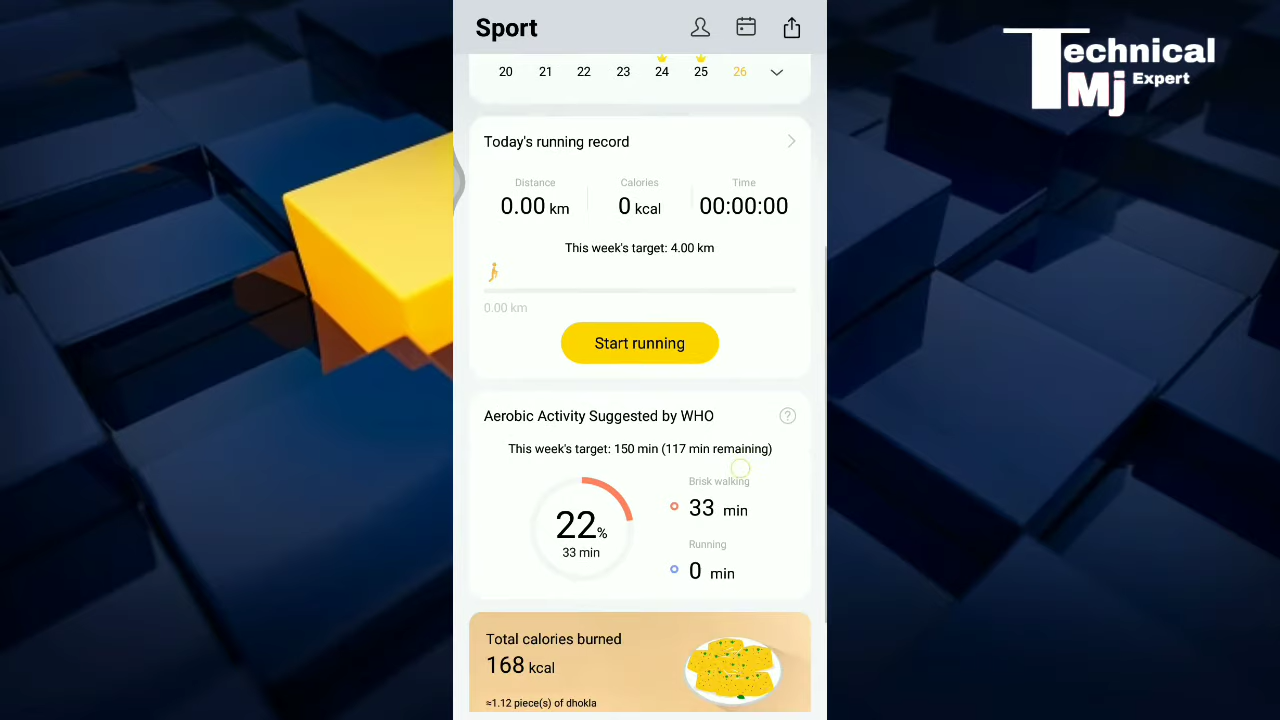 Sport
Technical
Mj Expert
20 21 22 23 24 25 26
Today's running record
Distance Calories Time
0.00 km 0 kcal 00:00:00
This week's target: 4.00 km
0.00 km
Start running
Aerobic Activity Suggested by WHO
This week's target: 150 min (117 min remaining)
Brisk walking
33 min
22%
33 min
Running
0 min
Total calories burned
168 kcal
≈1.12 piece(s) of dhokla